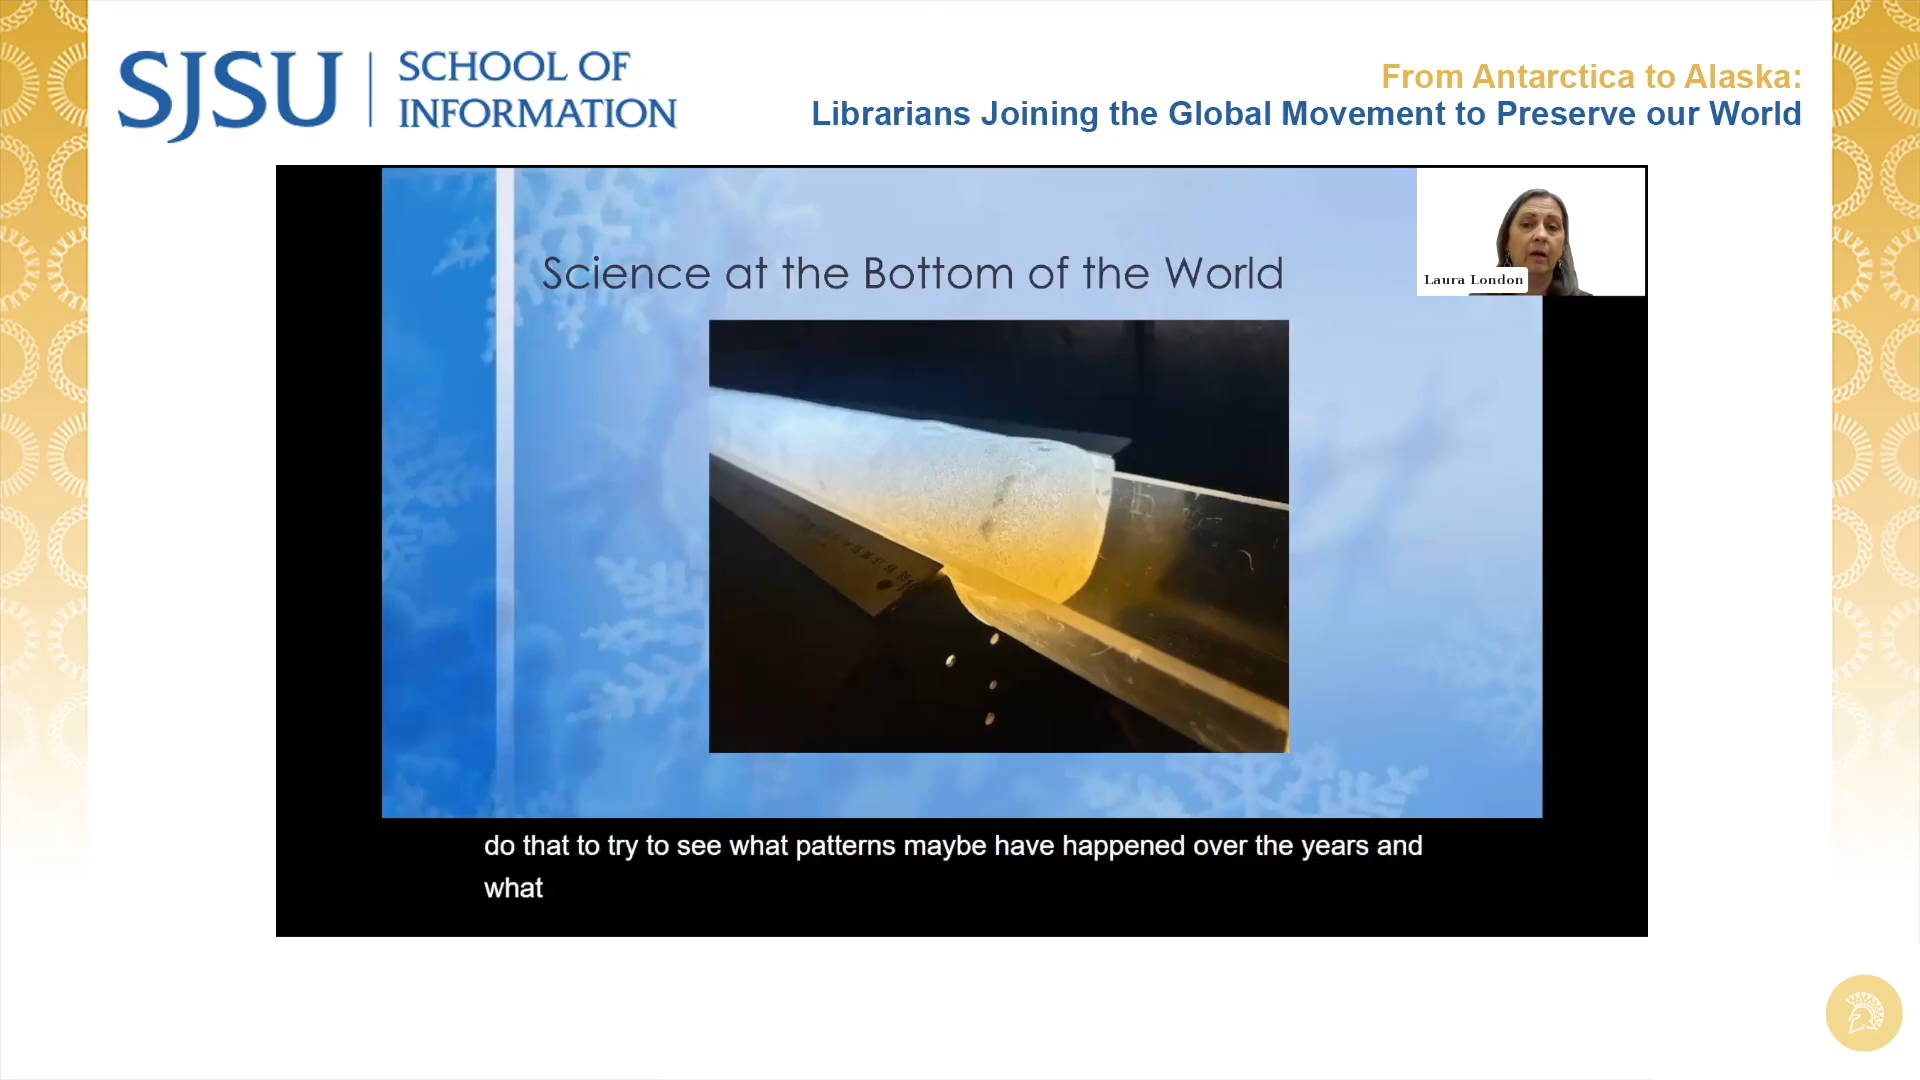 SJSU
SCHOOL OF
INFORMATION
From Antarctica to Alaska:
Librarians Joining the Global Movement to Preserve our World
Science at the Bottom of the World
Laura London
do that to try to see what patterns maybe have happened over the years and
what